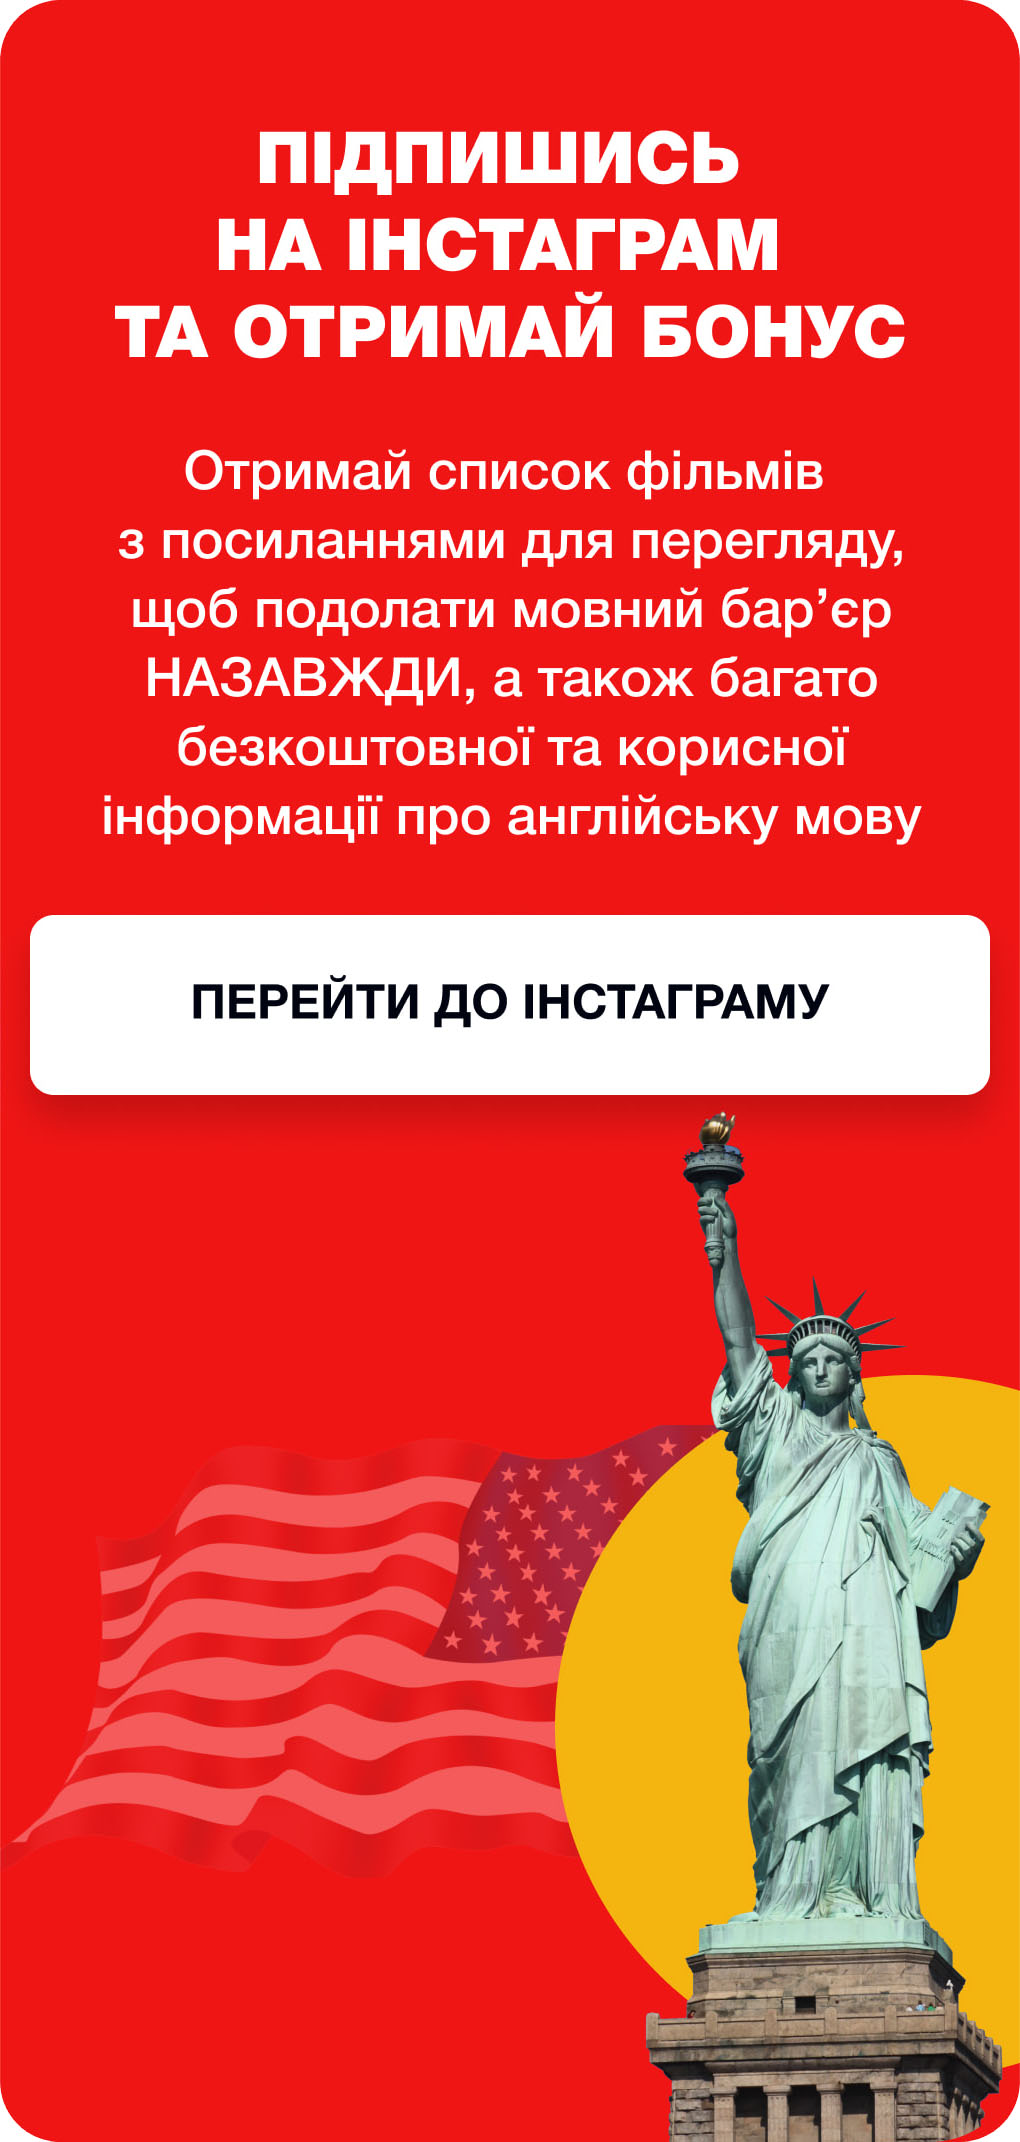 ПІДПИШИСЬ
НА ІНСТАГРАМ
ТА ОТРИМАЙ БОНУС
Отримай список фільмів
з посиланнями для перегляду,
щоб подолати мовний бар’єр
НАЗАВЖДИ, а також багато
безкоштовної та корисної
інформації про англійську мову
ПЕРЕЙТИ ДО ІНСТАГРАМУ